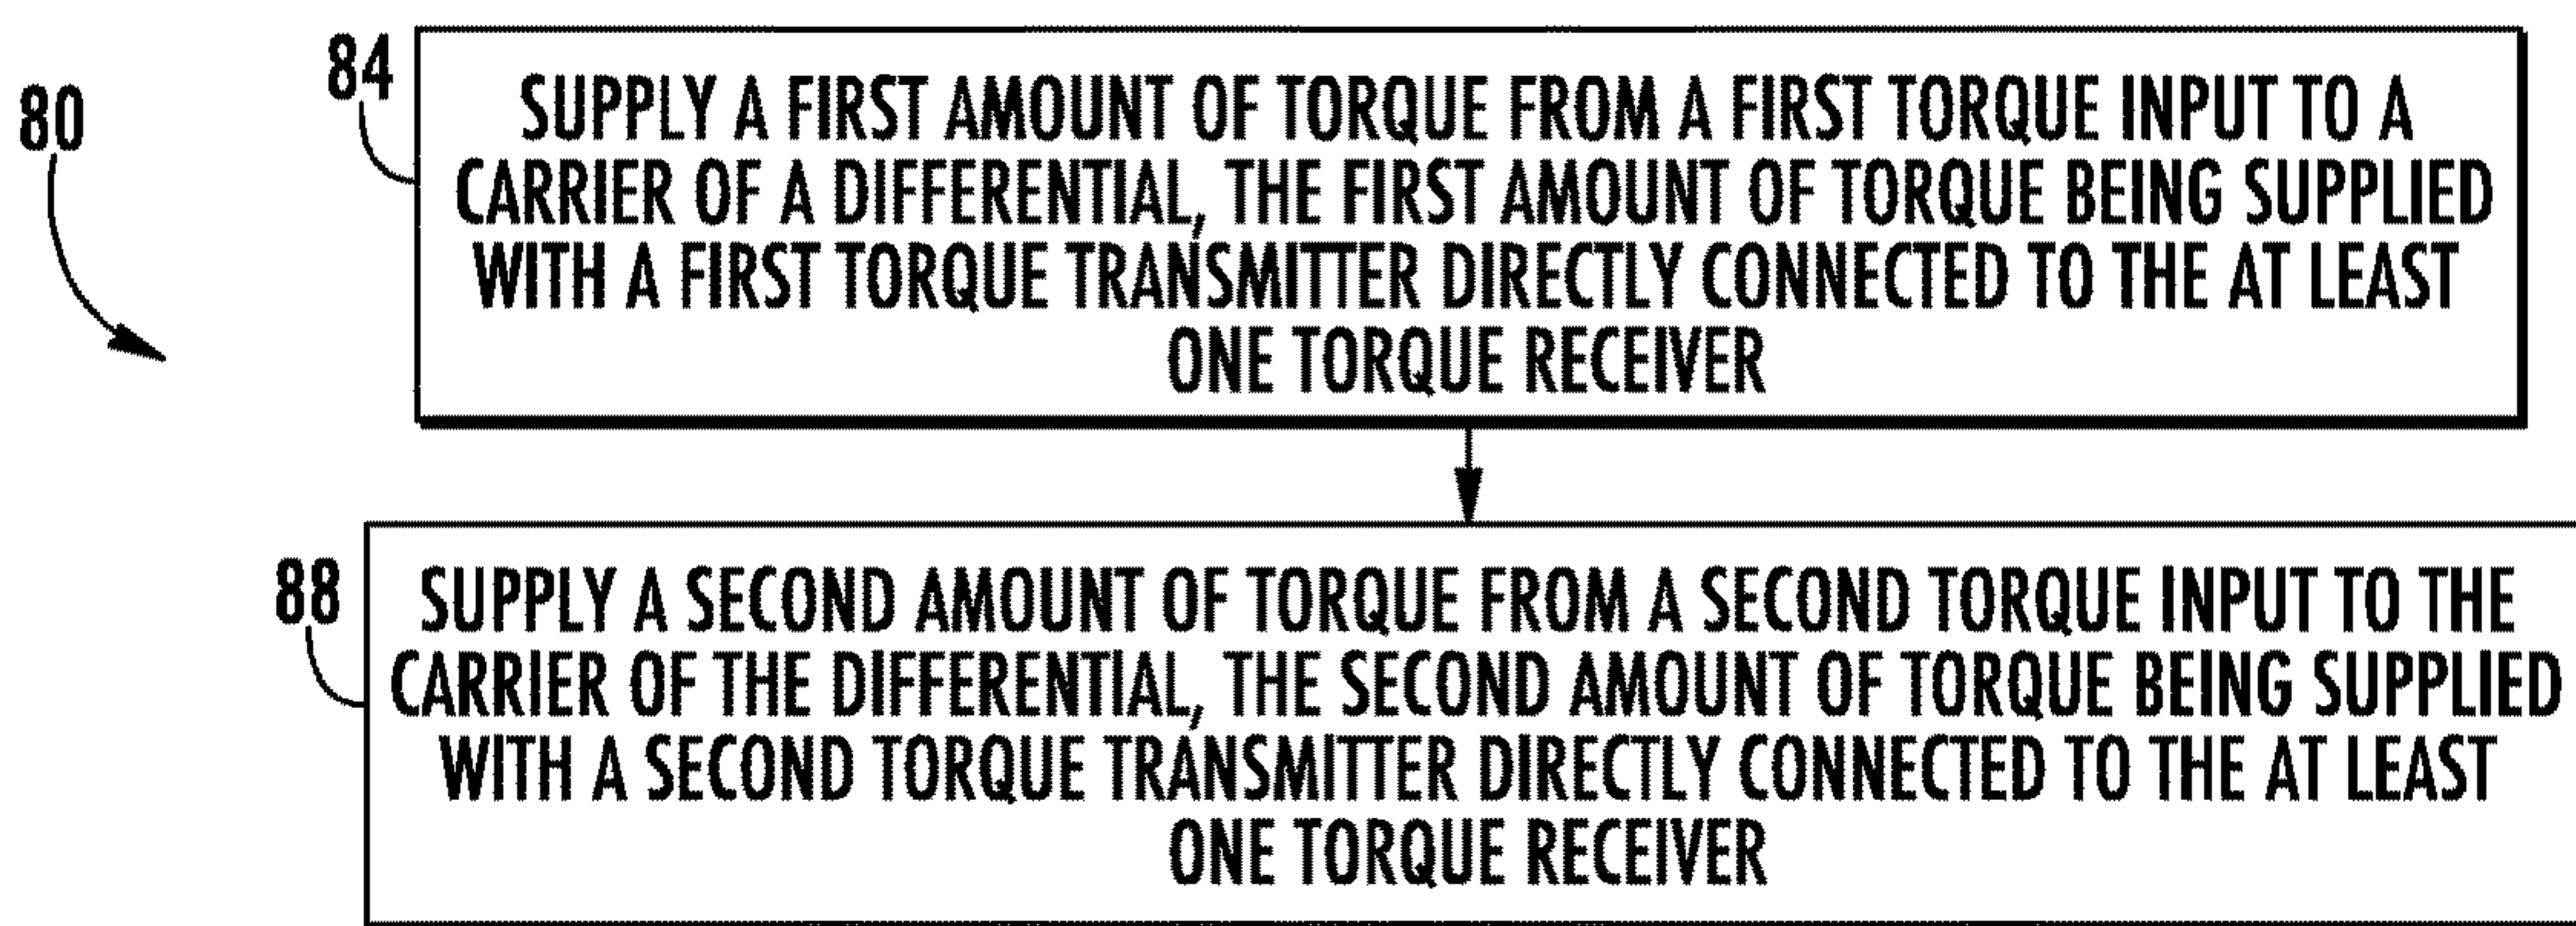 80
84
SUPPLY A FIRST AMOUNT OF TORQUE FROM A FIRST TORQUE INPUT TO A
CARRIER OF A DIFFERENTIAL, THE FIRST AMOUNT OF TORQUE BEING SUPPLIED
WITH A FIRST TORQUE TRANSMITTER DIRECTLY CONNECTED TO THE AT LEAST
ONE TORQUE RECEIVER
88
SUPPLY A SECOND AMOUNT OF TORQUE FROM A SECOND TORQUE INPUT TO THE
CARRIER OF THE DIFFERENTIAL, THE SECOND AMOUNT OF TORQUE BEING SUPPLIED
WITH A SECOND TORQUE TRANSMITTER DIRECTLY CONNECTED TO THE AT LEAST
ONE TORQUE RECEIVER